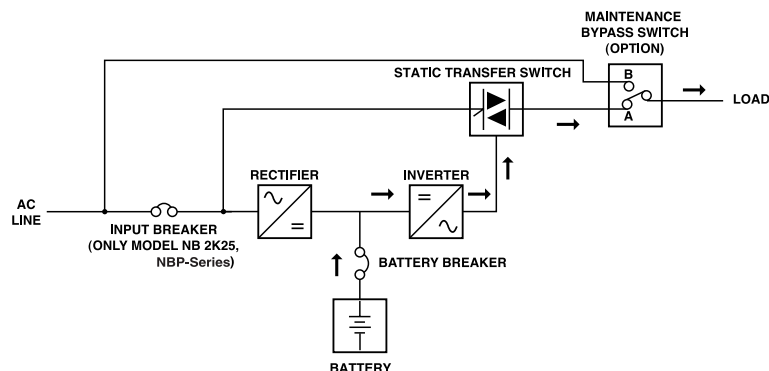 MAINTENANCE
BYPASS SWITCH
(OPTION)
STATIC TRANSFER SWITCH
B
A
LOAD
RECTIFIER
INVERTER
AC
LINE
INPUT BREAKER
(ONLY MODEL NB 2K25,
NBP-Series)
BATTERY BREAKER
BATTERY